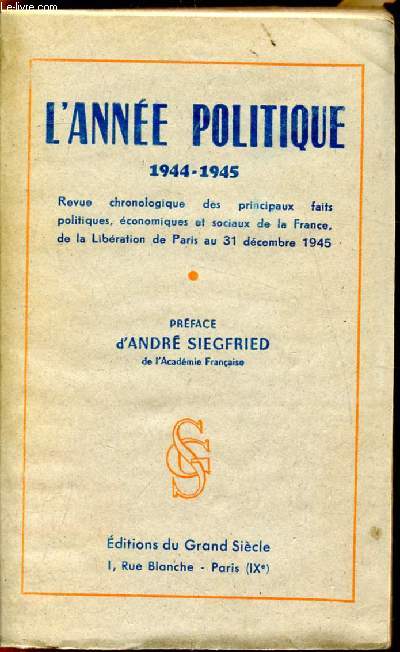 Le-livre.com
L'ANNÉE POLITIQUE
1944-1945
Revue chronologique des principaux faits
politiques, économiques et sociaux de la France,
de la Libération de Paris au 31 décembre 1945
PRÉFACE
d'ANDRÉ SIEGFRIED
de l'Académie Française
SG
Éditions du Grand Siècle
1, Rue Blanche - Paris (IXe)